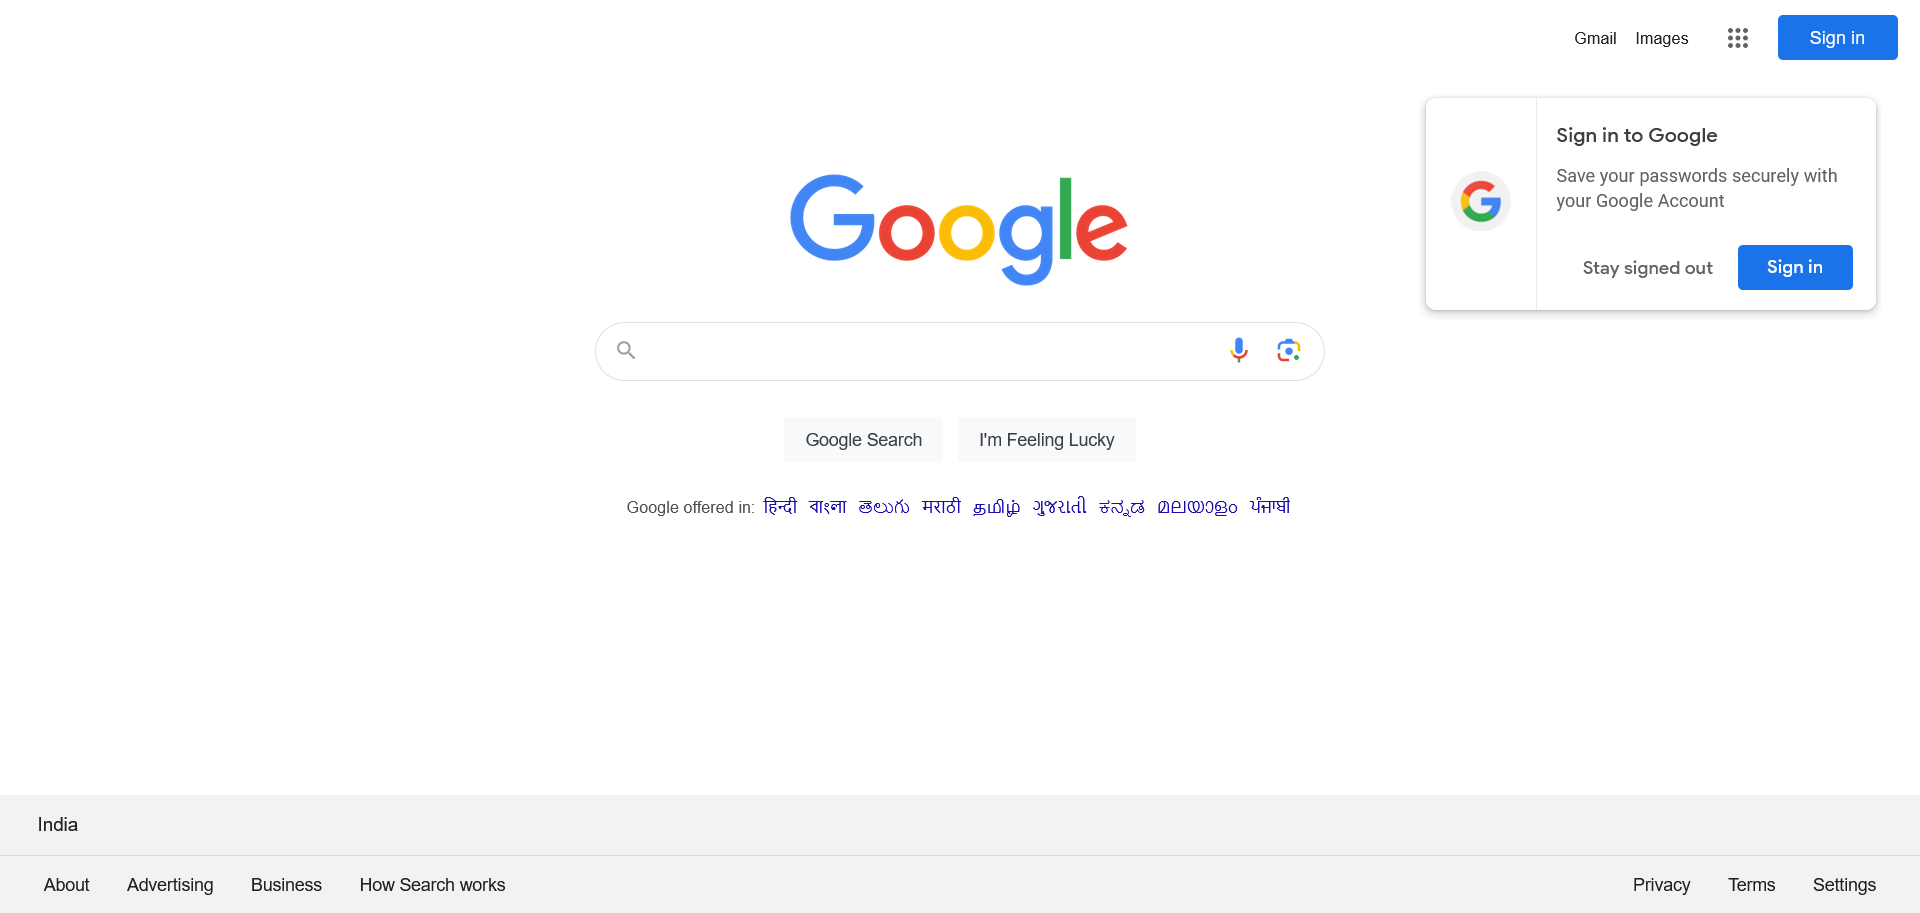 Gmail Images Sign in
Sign in to Google
Save your passwords securely with
your Google Account
Stay signed out Sign in
Google
Google Search I'm Feeling Lucky
Google offered in: हिन्दी বাংলা తెలుగు मराठी தமிழ் ગુજરાતી ಕನ್ನಡ മലയാളം ਪੰਜਾਬੀ
India
About Advertising Business How Search works Privacy Terms Settings